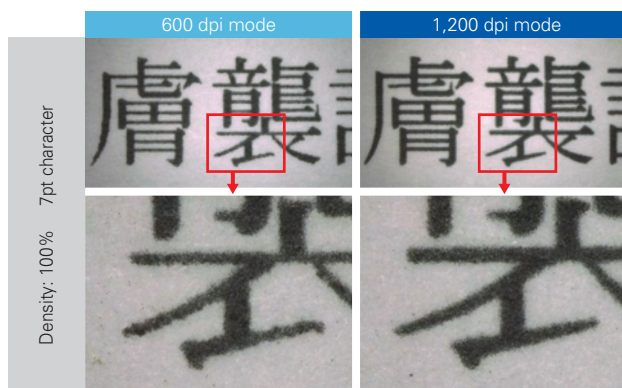 600 dpi mode
1,200 dpi mode
Density: 100% 7pt character
膚襲
膚襲